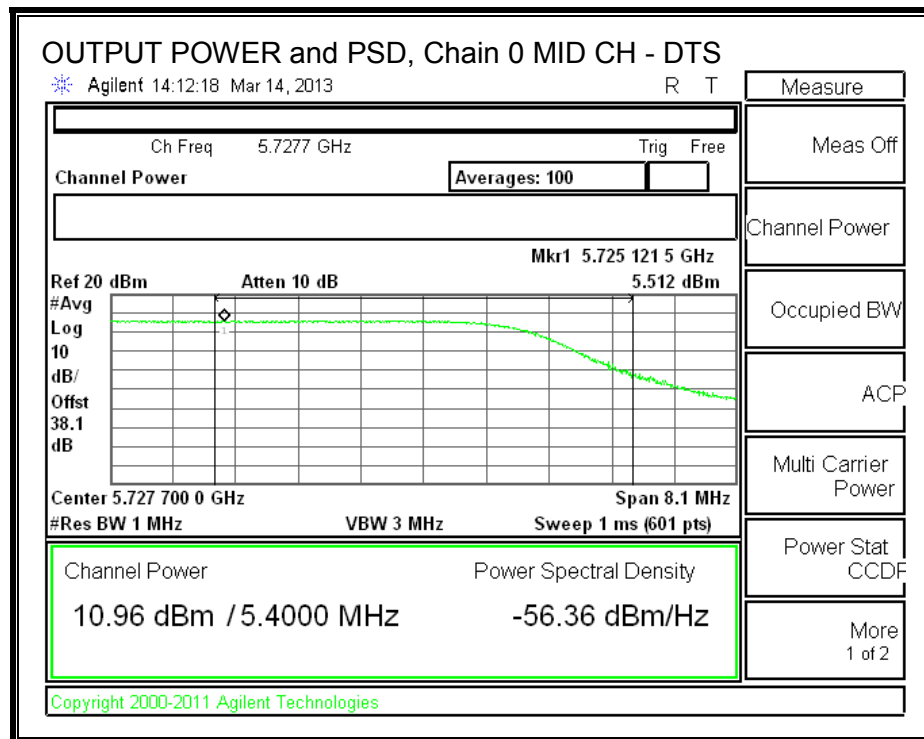 OUTPUT POWER and PSD, Chain 0 MID CH - DTS
Agilent 14:12:18 Mar 14, 2013 R T
Ch Freq 5.7277 GHz Trig Free
Channel Power Averages: 100
Mkr1 5.725 121 5 GHz
Ref 20 dBm Atten 10 dB 5.512 dBm
#Avg
Log
10
dB/
Offst
38.1
dB
1
Center 5.727 700 0 GHz Span 8.1 MHz
#Res BW 1 MHz VBW 3 MHz Sweep 1 ms (601 pts)
Channel Power Power Spectral Density
10.96 dBm / 5.4000 MHz -56.36 dBm/Hz
Copyright 2000-2011 Agilent Technologies
Measure
Meas Off
Channel Power
Occupied BW
ACP
Multi Carrier
Power
Power Stat
CCDF
More
1 of 2